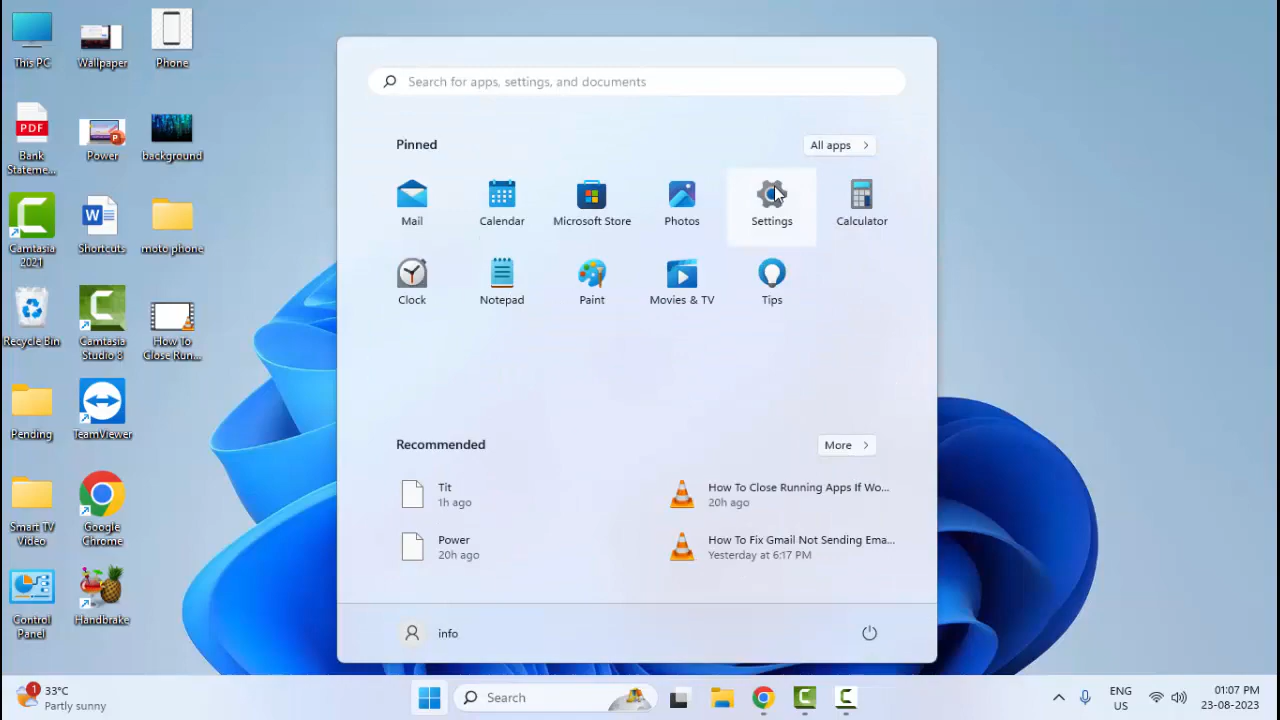 This PC
Wallpaper
Phone
PDF
Bank
Stateme...
Power
background
Camtasia
2021
Shortcuts
moto phone
Recycle Bin
Camtasia
Studio 8
How To
Close Run...
Pending
TeamViewer
Smart TV
Video
Google
Chrome
Control
Panel
Handbrake
Search for apps, settings, and documents
Pinned
All apps
Mail
Calendar
Microsoft Store
Photos
Settings
Calculator
Clock
Notepad
Paint
Movies & TV
Tips
Recommended
More
Tit
1h ago
How To Close Running Apps If Wo...
20h ago
Power
20h ago
How To Fix Gmail Not Sending Ema...
Yesterday at 6:17 PM
info
1
33°C
Partly sunny
Search
ENG
US
01:07 PM
23-08-2023